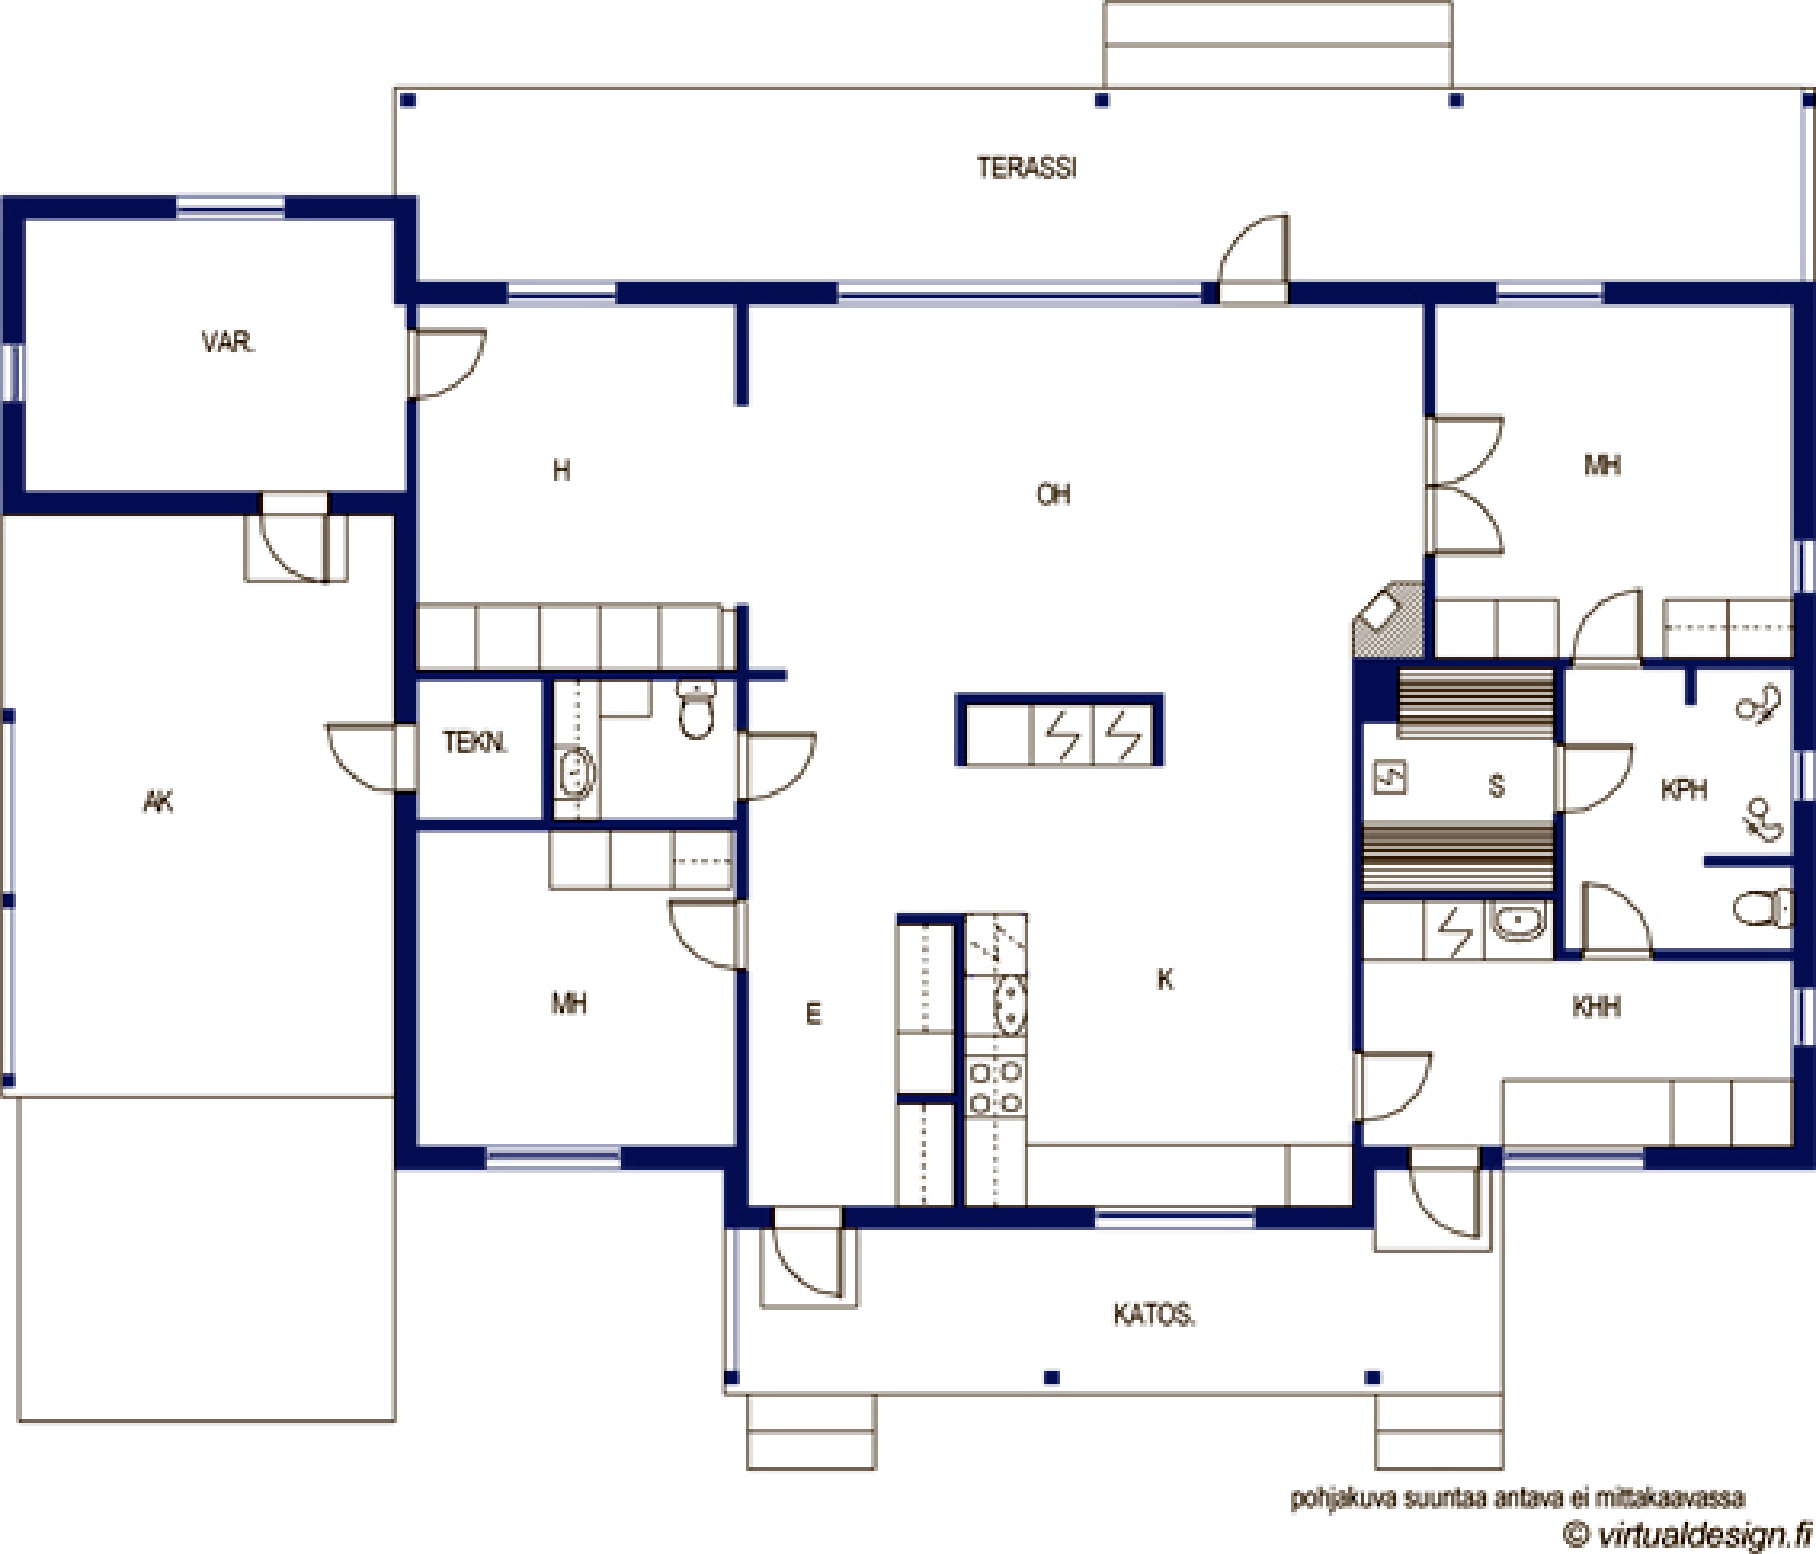 TERASSI
VAR.
H
OH
MH
TEKN.
AK
S
KPH
MH
E
K
KHH
KATOS.
pohjakuva suuntaa antava ei mittakaavassa
© virtualdesign.fi